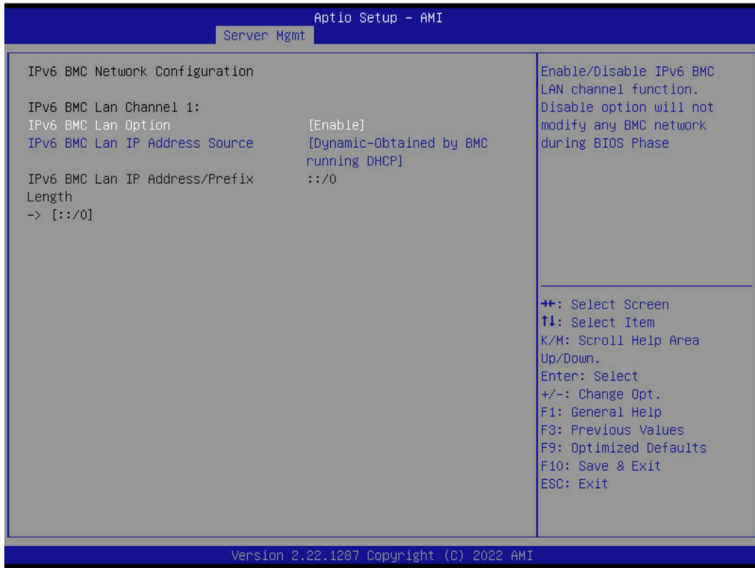 Aptio Setup – AMI
Server Mgmt
IPv6 BMC Network Configuration
IPv6 BMC Lan Channel 1:
IPv6 BMC Lan Option [Enable]
IPv6 BMC Lan IP Address Source [Dynamic-Obtained by BMC
running DHCP]
IPv6 BMC Lan IP Address/Prefix ::/0
Length
-> [::/0]
Enable/Disable IPv6 BMC
LAN channel function.
Disable option will not
modify any BMC network
during BIOS Phase
→←: Select Screen
↑↓: Select Item
K/M: Scroll Help Area
Up/Down.
Enter: Select
+/-: Change Opt.
F1: General Help
F3: Previous Values
F9: Optimized Defaults
F10: Save & Exit
ESC: Exit
Version 2.22.1287 Copyright (C) 2022 AMI